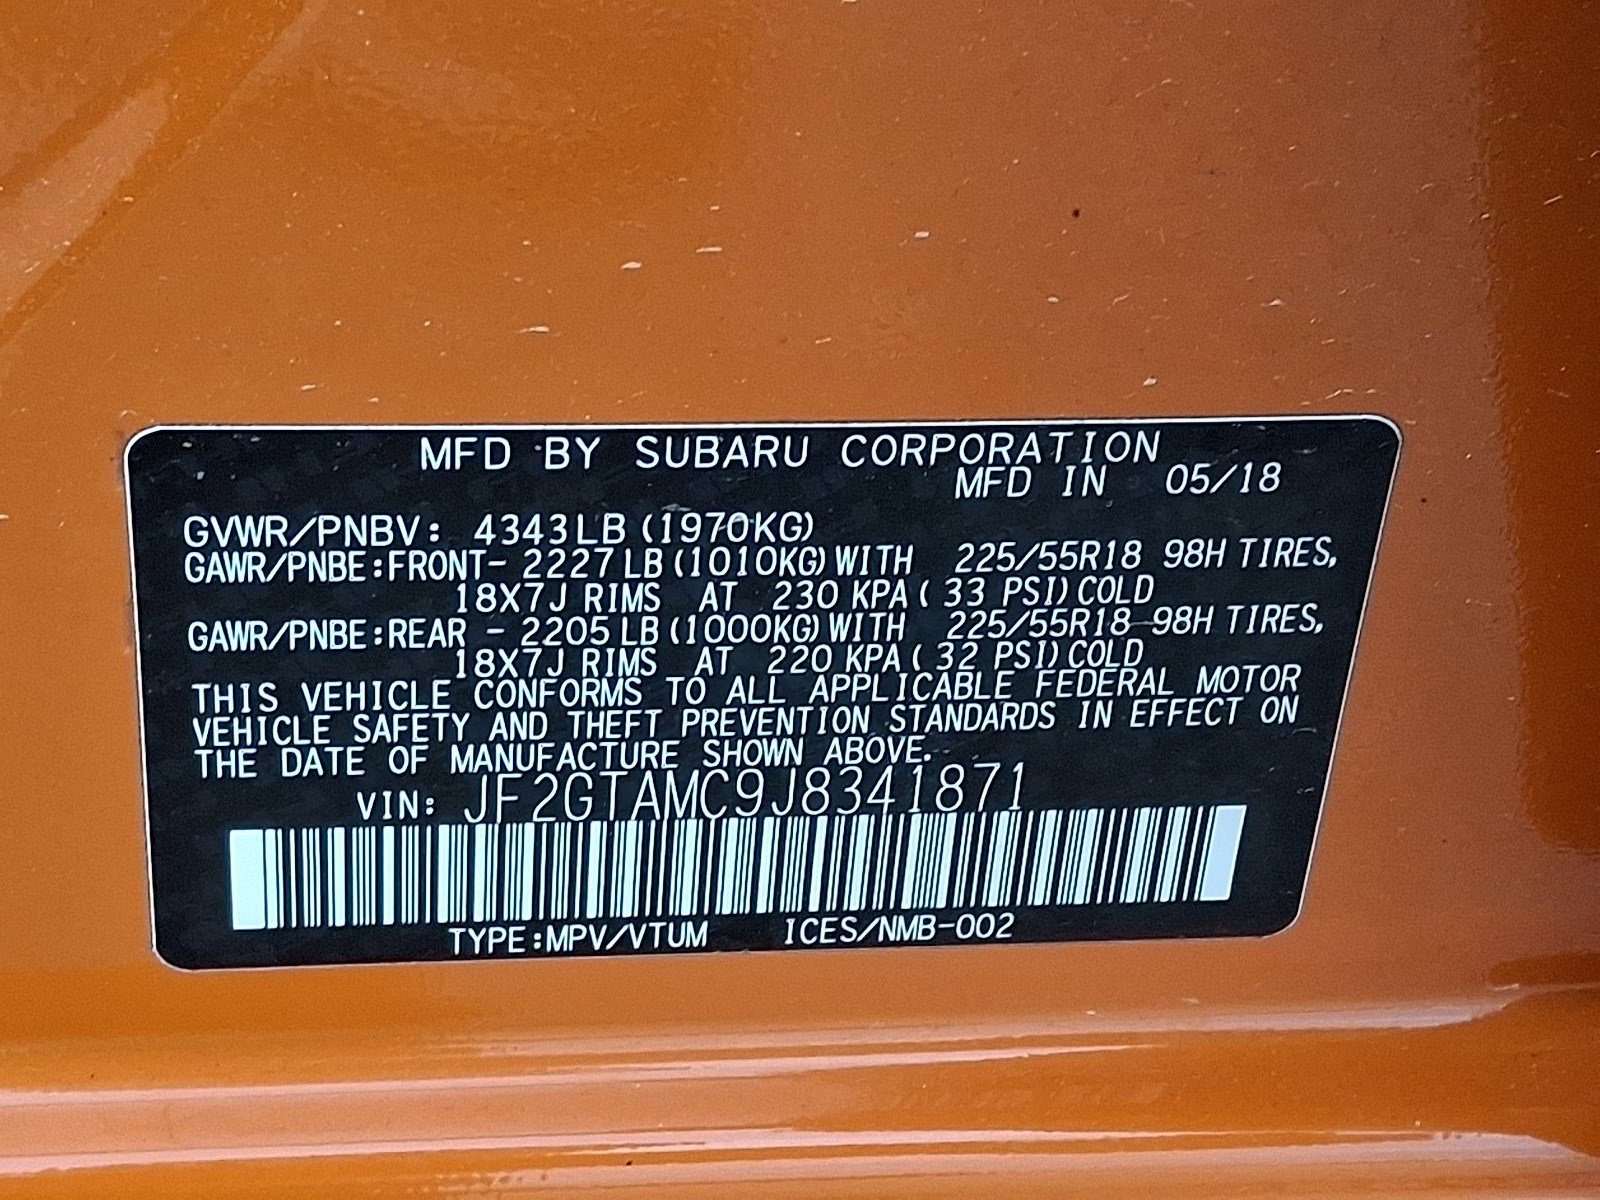 MFD BY SUBARU CORPORATION
MFD IN 05/18
GVWR/PNBV: 4343LB (1970KG)
GAWR/PNBE:FRONT- 2227LB (1010KG) WITH 225/55R18 98H TIRES,
18X7J RIMS AT 230 KPA ( 33 PSI) COLD
GAWR/PNBE:REAR - 2205LB (1000KG) WITH 225/55R18 98H TIRES,
18X7J RIMS AT 220 KPA ( 32 PSI) COLD
THIS VEHICLE CONFORMS TO ALL APPLICABLE FEDERAL MOTOR
VEHICLE SAFETY AND THEFT PREVENTION STANDARDS IN EFFECT ON
THE DATE OF MANUFACTURE SHOWN ABOVE.
VIN: JF2GTAMC9J8341871
TYPE:MPV/VTUM ICES/NMB-002